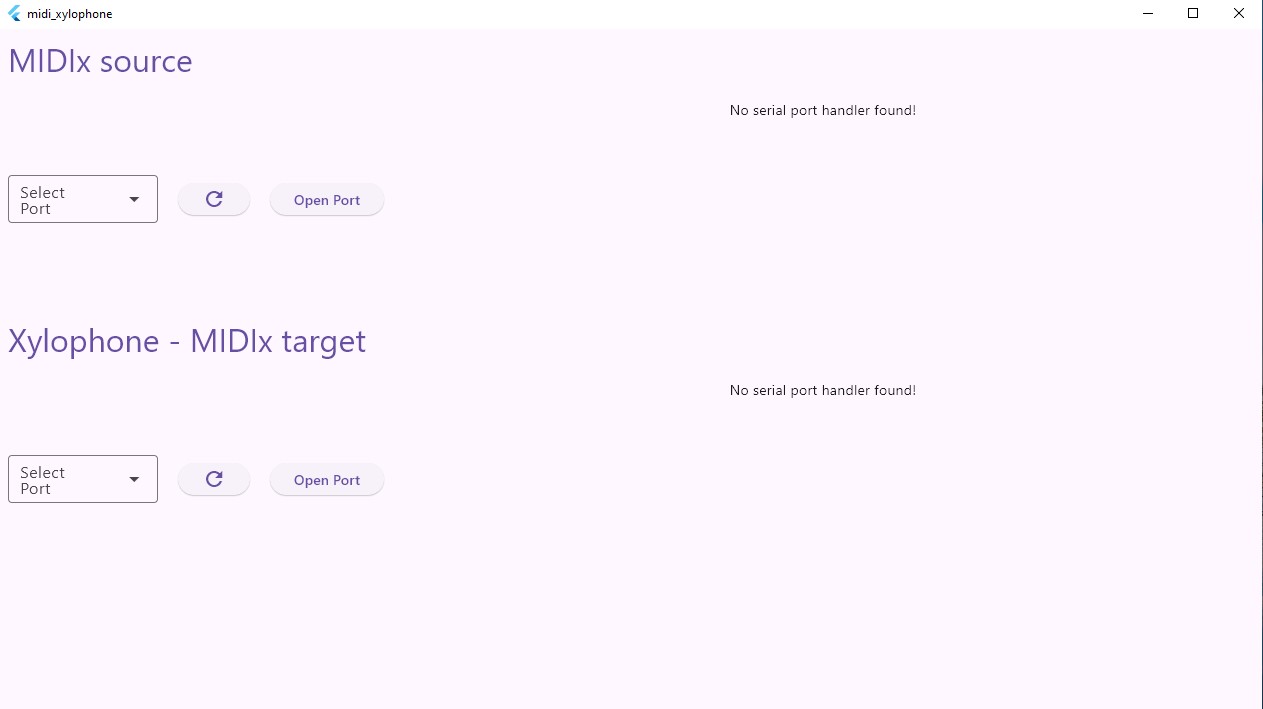 midi_xylophone
MIDIx source
No serial port handler found!
Select
Port
Open Port
Xylophone - MIDIx target
No serial port handler found!
Select
Port
Open Port